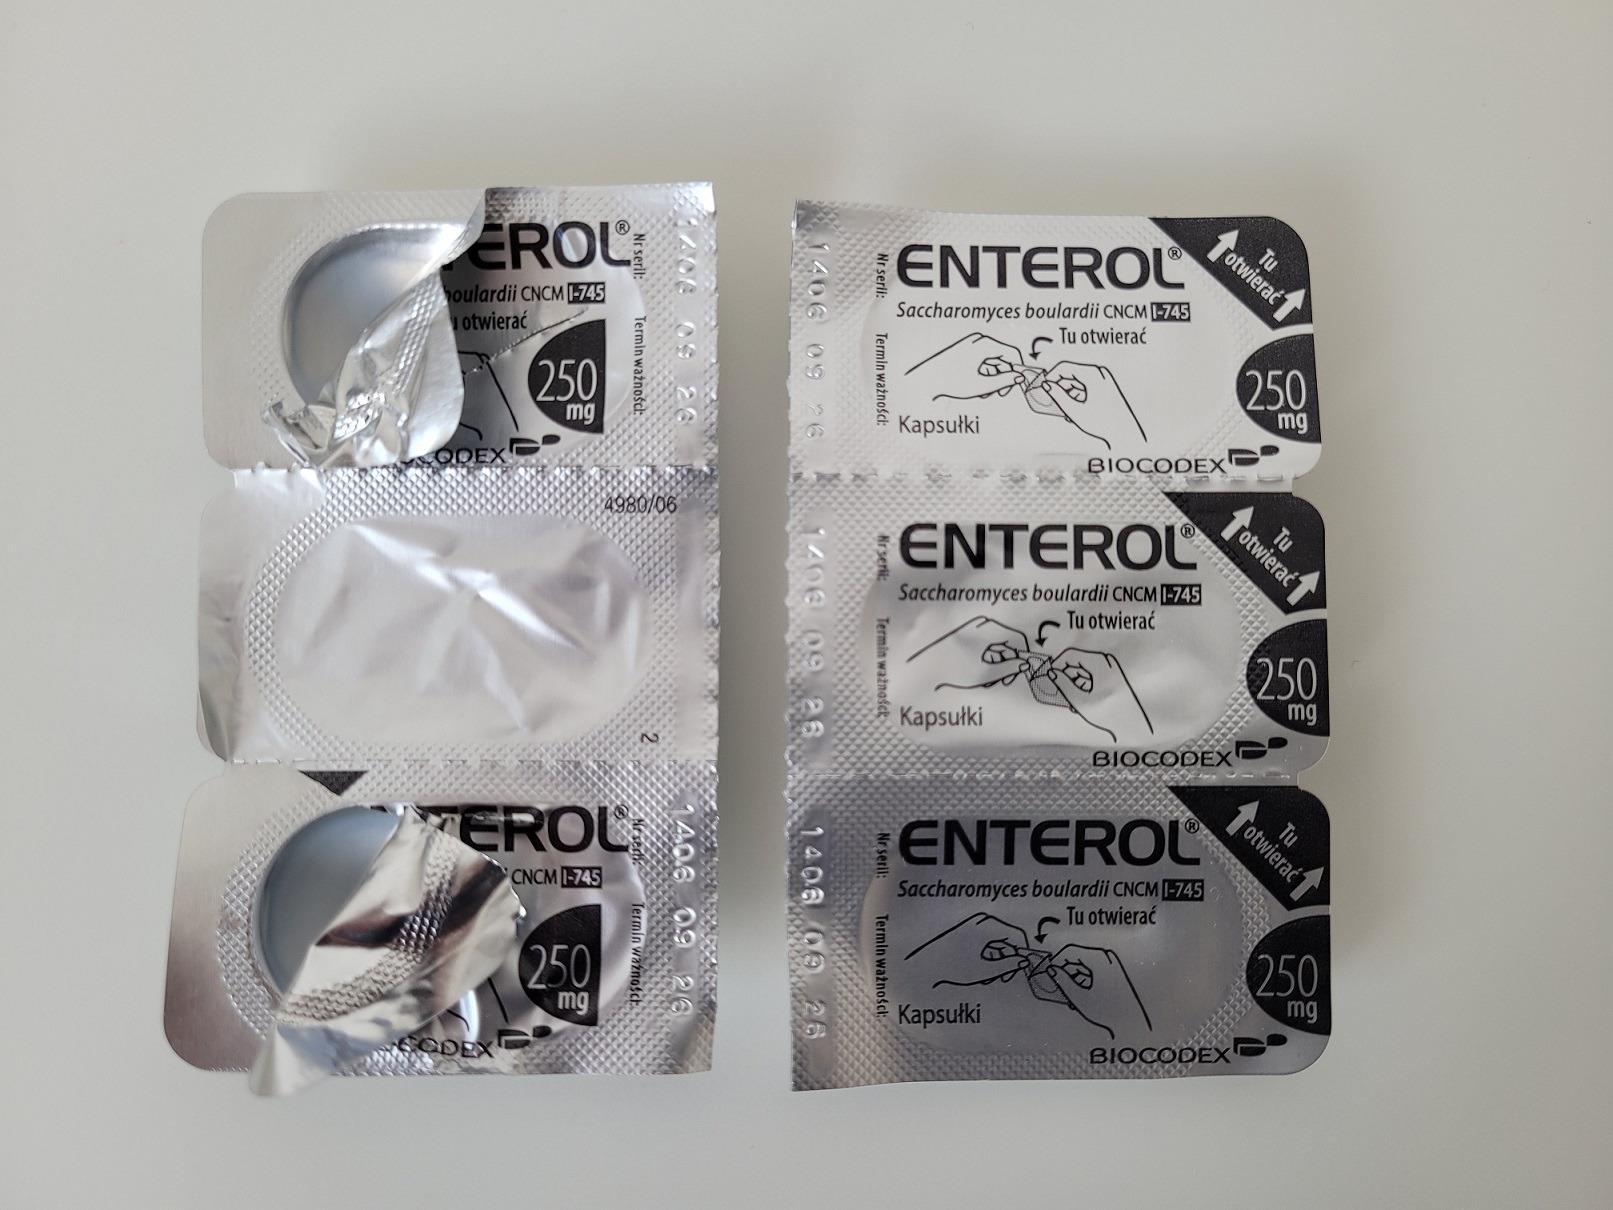 EROL®
boulardii CNCM I-745
u otwierać
250
mg
Nr serii:
Termin ważności:
1406 09 26
BIOCODEX
4980/06
2
TEROL®
CNCM I-745
250
mg
Nr serii:
Termin ważności:
1406 09 26
CODEX
ENTEROL®
Saccharomyces boulardii CNCM I-745
Tu otwierać
Kapsułki
250
mg
BIOCODEX
Tu
otwierać
Nr serii:
Termin ważności:
1406 09 26
ENTEROL®
Saccharomyces boulardii CNCM I-745
Tu otwierać
Kapsułki
250
mg
BIOCODEX
Tu
otwierać
Nr serii:
Termin ważności:
1406 09 26
ENTEROL®
Saccharomyces boulardii CNCM I-745
Tu otwierać
Kapsułki
250
mg
BIOCODEX
Tu
otwierać
Nr serii:
Termin ważności:
1406 09 26